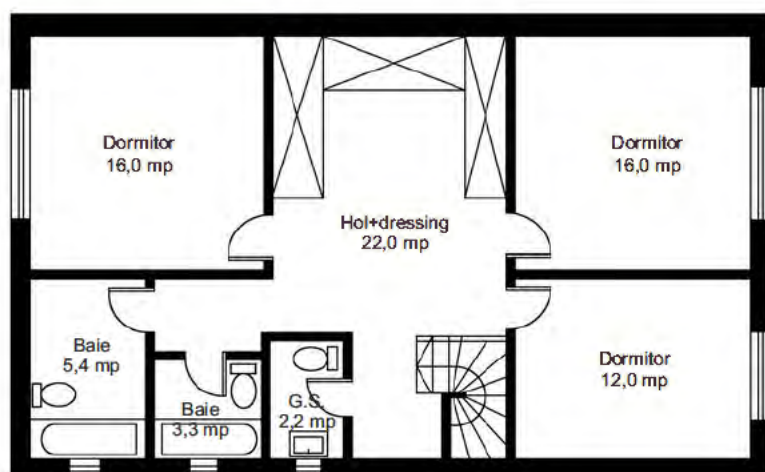 Dormitor
16,0 mp
Dormitor
16,0 mp
Hol+dressing
22,0 mp
Baie
5,4 mp
Baie
3,3 mp
G.S.
2,2 mp
Dormitor
12,0 mp